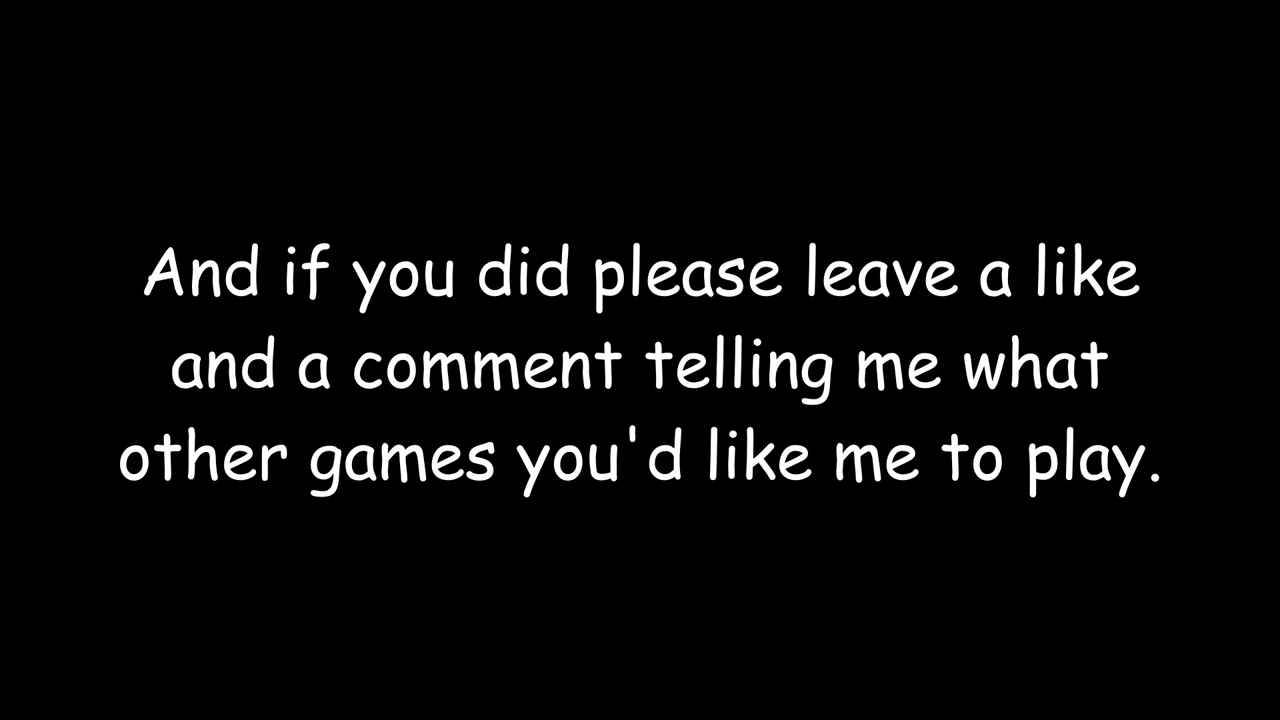 And if you did please leave a like
and a comment telling me what
other games you'd like me to play.